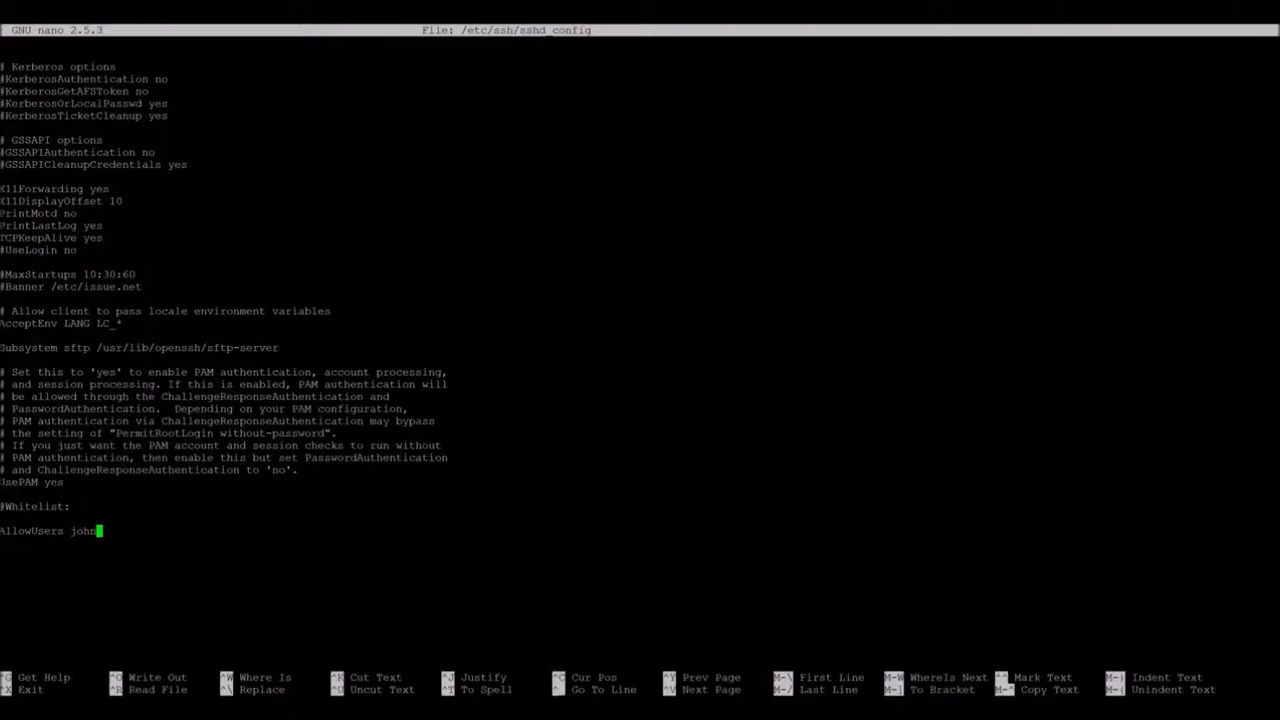 GNU nano 2.5.3 File: /etc/ssh/sshd_config
# Kerberos options
#KerberosAuthentication no
#KerberosGetAFSToken no
#KerberosOrLocalPasswd yes
#KerberosTicketCleanup yes
# GSSAPI options
#GSSAPIAuthentication no
#GSSAPICleanupCredentials yes
X11Forwarding yes
X11DisplayOffset 10
PrintMotd no
PrintLastLog yes
TCPKeepAlive yes
#UseLogin no
#MaxStartups 10:30:60
#Banner /etc/issue.net
# Allow client to pass locale environment variables
AcceptEnv LANG LC_*
Subsystem sftp /usr/lib/openssh/sftp-server
# Set this to 'yes' to enable PAM authentication, account processing,
# and session processing. If this is enabled, PAM authentication will
# be allowed through the ChallengeResponseAuthentication and
# PasswordAuthentication.  Depending on your PAM configuration,
# PAM authentication via ChallengeResponseAuthentication may bypass
# the setting of "PermitRootLogin without-password".
# If you just want the PAM account and session checks to run without
# PAM authentication, then enable this but set PasswordAuthentication
# and ChallengeResponseAuthentication to 'no'.
UsePAM yes
#Whitelist:
AllowUsers john
^G Get Help ^O Write Out ^W Where Is ^K Cut Text ^J Justify ^C Cur Pos ^Y Prev Page M-\ First Line M-W WhereIs Next ^^ Mark Text M-} Indent Text
^X Exit ^R Read File ^\ Replace ^U Uncut Text ^T To Spell ^_ Go To Line ^V Next Page M-/ Last Line M-] To Bracket M-^ Copy Text M-{ Unindent Text